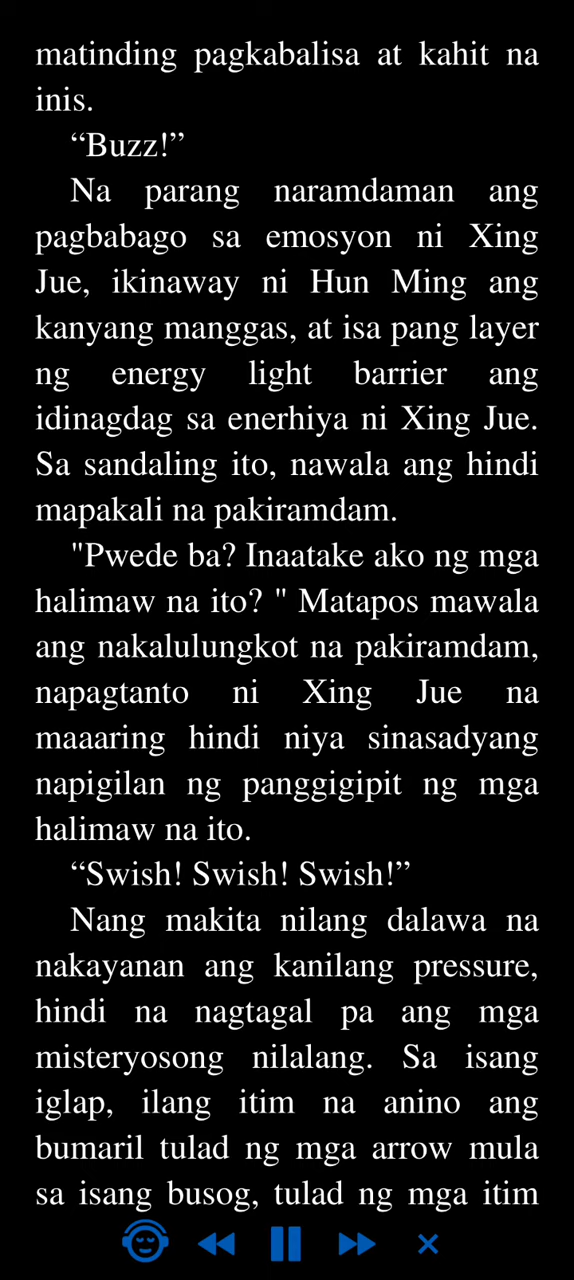 matinding pagkabalisa at kahit na
inis.
“Buzz!”
Na parang naramdaman ang
pagbabago sa emosyon ni Xing
Jue, ikinaway ni Hun Ming ang
kanyang manggas, at isa pang layer
ng energy light barrier ang
idinagdag sa enerhiya ni Xing Jue.
Sa sandaling ito, nawala ang hindi
mapakali na pakiramdam.
"Pwede ba? Inaatake ako ng mga
halimaw na ito? " Matapos mawala
ang nakalulungkot na pakiramdam,
napagtanto ni Xing Jue na
maaaring hindi niya sinasadyang
napigilan ng panggigipit ng mga
halimaw na ito.
“Swish! Swish! Swish!”
Nang makita nilang dalawa na
nakayanan ang kanilang pressure,
hindi na nagtagal pa ang mga
misteryosong nilalang. Sa isang
iglap, ilang itim na anino ang
bumaril tulad ng mga arrow mula
sa isang busog, tulad ng mga itim